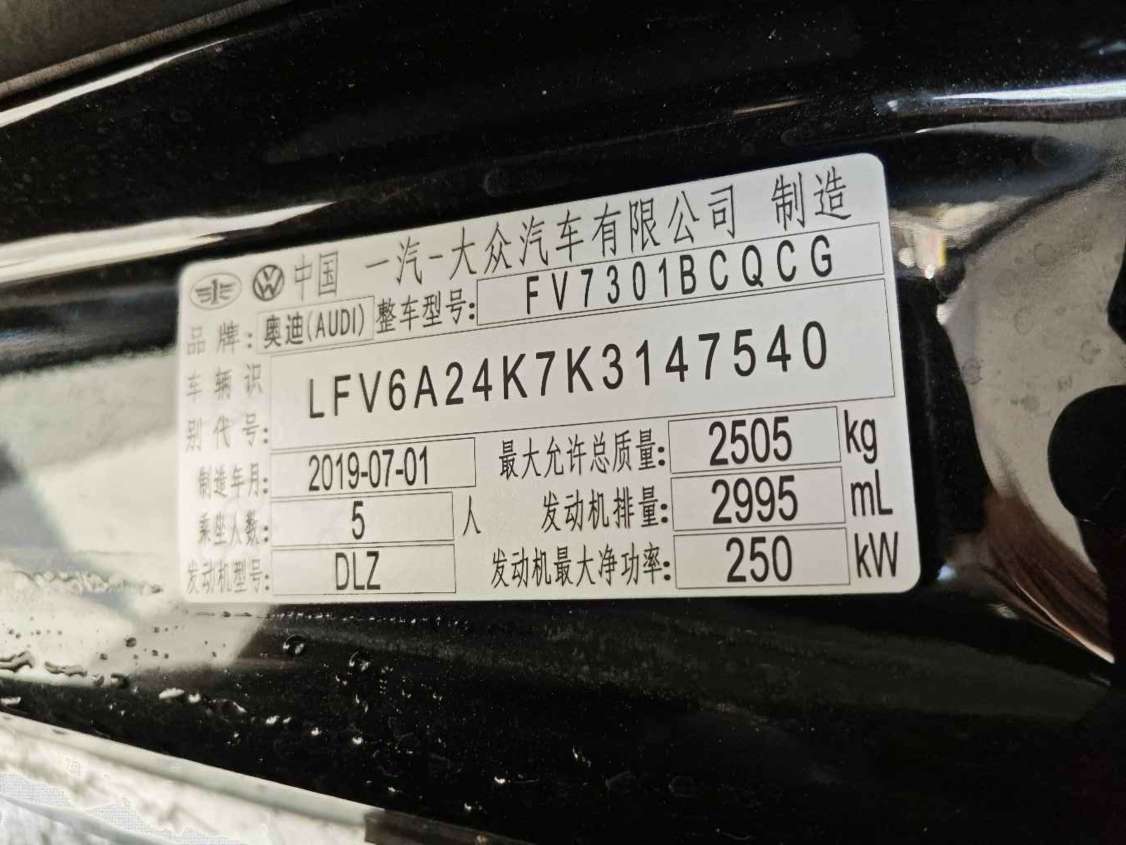 中国 一汽-大众汽车有限公司 制造
品牌: 奥迪(AUDI) 整车型号: FV7301BCQCG
车辆识别代号: LFV6A24K7K3147540
制造年月: 2019-07-01 最大允许总质量: 2505 kg
乘座人数: 5 人 发动机排量: 2995 mL
发动机型号: DLZ 发动机最大净功率: 250 kW